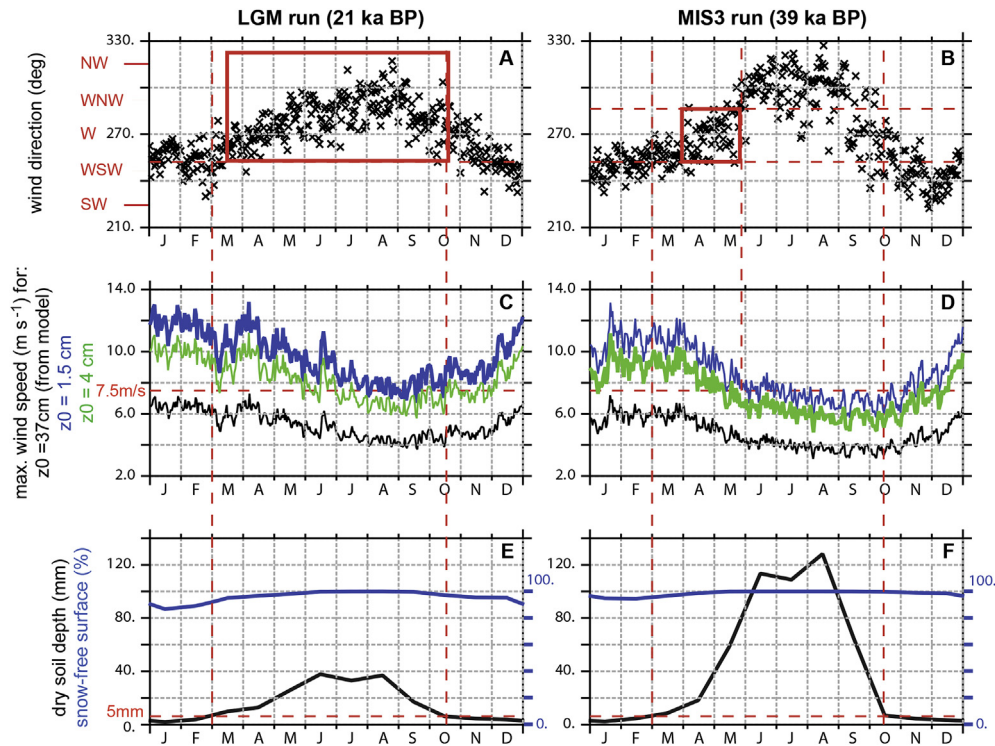 LGM run (21 ka BP)
MIS3 run (39 ka BP)
wind direction (deg)
330.
270.
210.
NW
WNW
W
WSW
SW
A
J F M A M J J A S O N D
330.
270.
210.
B
J F M A M J J A S O N D
max. wind speed (m s⁻¹) for:
z0 =37cm (from model)
z0 = 1.5 cm
z0 = 4 cm
14.0
10.0
7.5m/s
6.0
2.0
C
J F M A M J J A S O N D
14.0
10.0
6.0
2.0
D
J F M A M J J A S O N D
dry soil depth (mm)
snow-free surface (%)
120.
80.
40.
5mm
0.
E
100.
0.
J F M A M J J A S O N D
120.
80.
40.
0.
F
100.
0.
J F M A M J J A S O N D